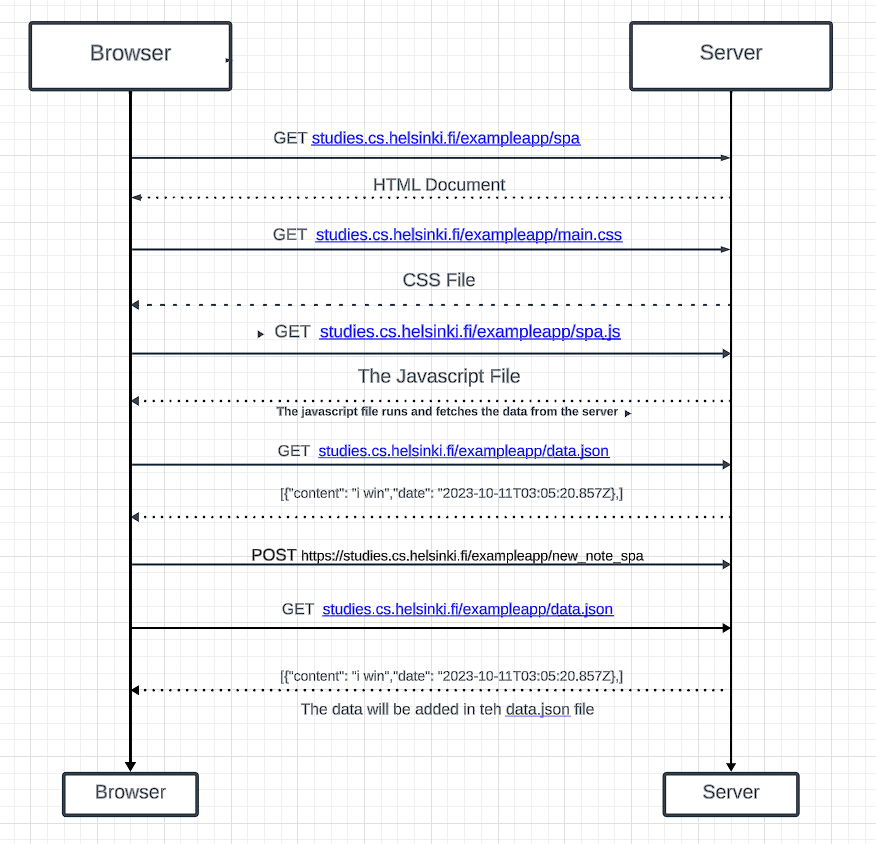 Browser
Server
GET studies.cs.helsinki.fi/exampleapp/spa
HTML Document
GET studies.cs.helsinki.fi/exampleapp/main.css
CSS File
GET studies.cs.helsinki.fi/exampleapp/spa.js
The Javascript File
The javascript file runs and fetches the data from the server
GET studies.cs.helsinki.fi/exampleapp/data.json
[{"content": "i win","date": "2023-10-11T03:05:20.857Z},]
POST https://studies.cs.helsinki.fi/exampleapp/new_note_spa
GET studies.cs.helsinki.fi/exampleapp/data.json
[{"content": "i win","date": "2023-10-11T03:05:20.857Z},]
The data will be added in teh data.json file
Browser
Server